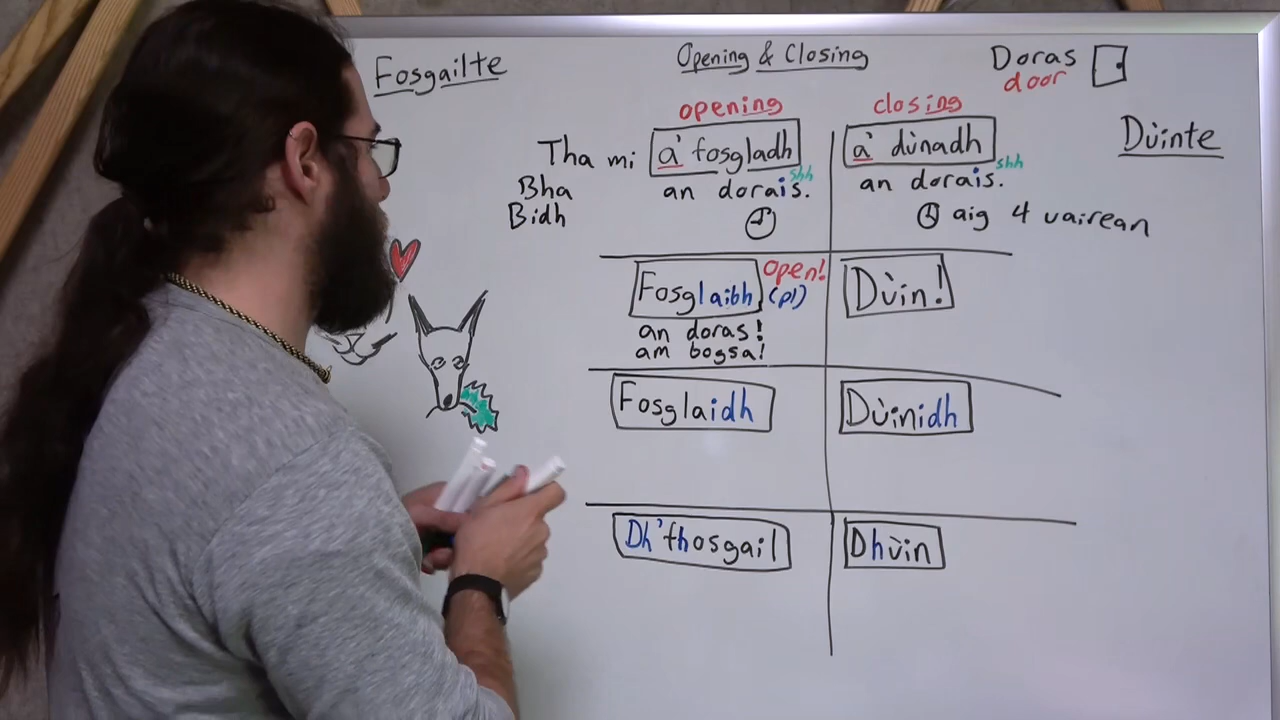 Fosgailte
Opening & Closing
Doras
door
opening
closing
Dùinte
Tha mi
a' fosgladh
a' dùnadh
Bha
an dorais.
shh
an dorais.
shh
Bidh
aig 4 uairean
Fosglaibh
open!
(pl)
Dùin!
an doras!
am bogsa!
Fosglaidh
Dùinidh
Dh'fhosgail
Dhùin